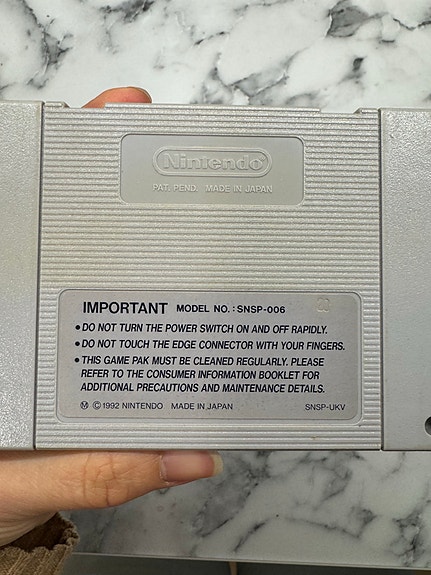 Nintendo®
PAT. PEND. MADE IN JAPAN
IMPORTANT MODEL NO.: SNSP-006
• DO NOT TURN THE POWER SWITCH ON AND OFF RAPIDLY.
• DO NOT TOUCH THE EDGE CONNECTOR WITH YOUR FINGERS.
• THIS GAME PAK MUST BE CLEANED REGULARLY. PLEASE
REFER TO THE CONSUMER INFORMATION BOOKLET FOR
ADDITIONAL PRECAUTIONS AND MAINTENANCE DETAILS.
Ⓜ © 1992 NINTENDO MADE IN JAPAN SNSP-UKV